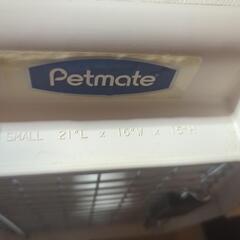 Petmate
SMALL 21"L x 16"W x 15"H